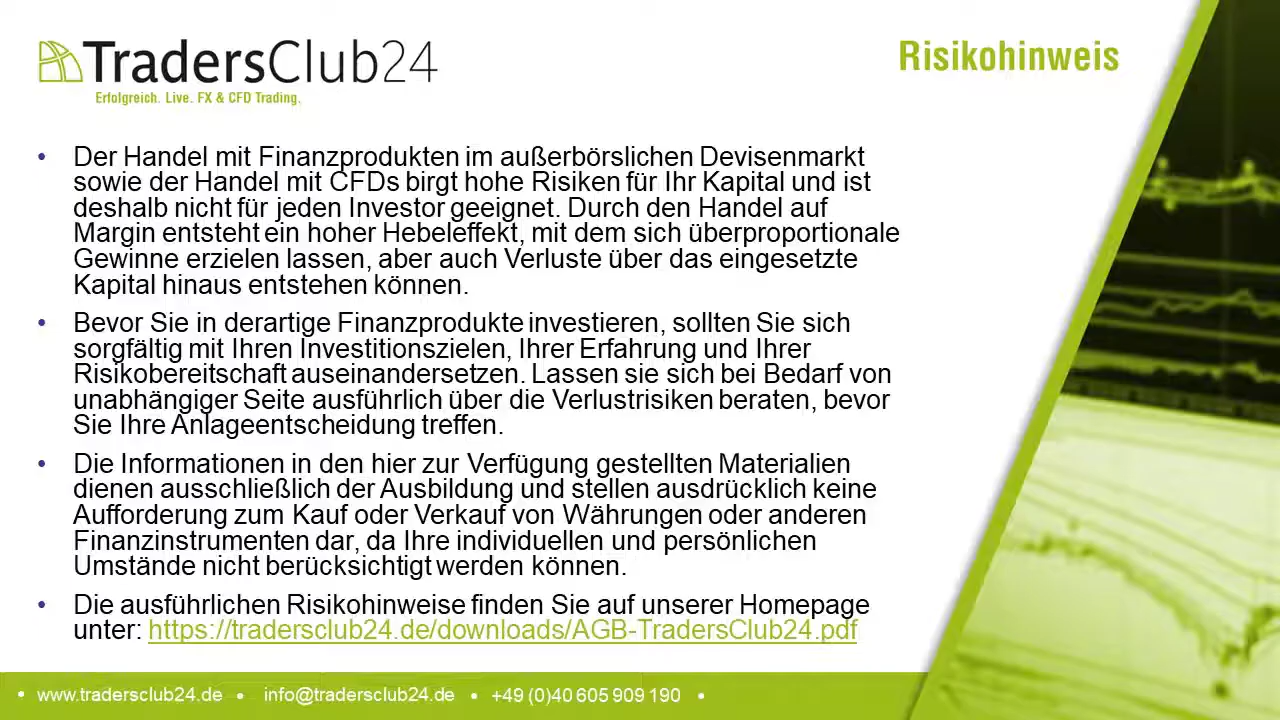 TradersClub24
Erfolgreich. Live. FX & CFD Trading.
Risikohinweis
• Der Handel mit Finanzprodukten im außerbörslichen Devisenmarkt
sowie der Handel mit CFDs birgt hohe Risiken für Ihr Kapital und ist
deshalb nicht für jeden Investor geeignet. Durch den Handel auf
Margin entsteht ein hoher Hebeleffekt, mit dem sich überproportionale
Gewinne erzielen lassen, aber auch Verluste über das eingesetzte
Kapital hinaus entstehen können.
• Bevor Sie in derartige Finanzprodukte investieren, sollten Sie sich
sorgfältig mit Ihren Investitionszielen, Ihrer Erfahrung und Ihrer
Risikobereitschaft auseinandersetzen. Lassen sie sich bei Bedarf von
unabhängiger Seite ausführlich über die Verlustrisiken beraten, bevor
Sie Ihre Anlageentscheidung treffen.
• Die Informationen in den hier zur Verfügung gestellten Materialien
dienen ausschließlich der Ausbildung und stellen ausdrücklich keine
Aufforderung zum Kauf oder Verkauf von Währungen oder anderen
Finanzinstrumenten dar, da Ihre individuellen und persönlichen
Umstände nicht berücksichtigt werden können.
• Die ausführlichen Risikohinweise finden Sie auf unserer Homepage
unter: https://tradersclub24.de/downloads/AGB-TradersClub24.pdf
• www.tradersclub24.de • info@tradersclub24.de • +49 (0)40 605 909 190 •